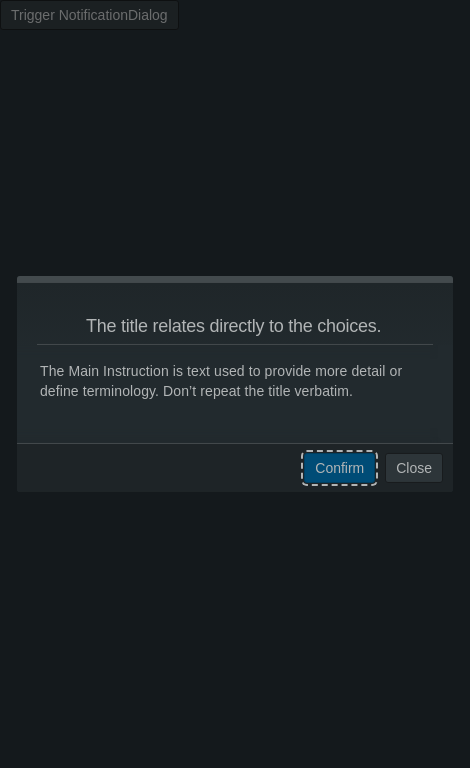 Trigger NotificationDialog
The title relates directly to the choices.
The Main Instruction is text used to provide more detail or
define terminology. Don’t repeat the title verbatim.
Confirm
Close